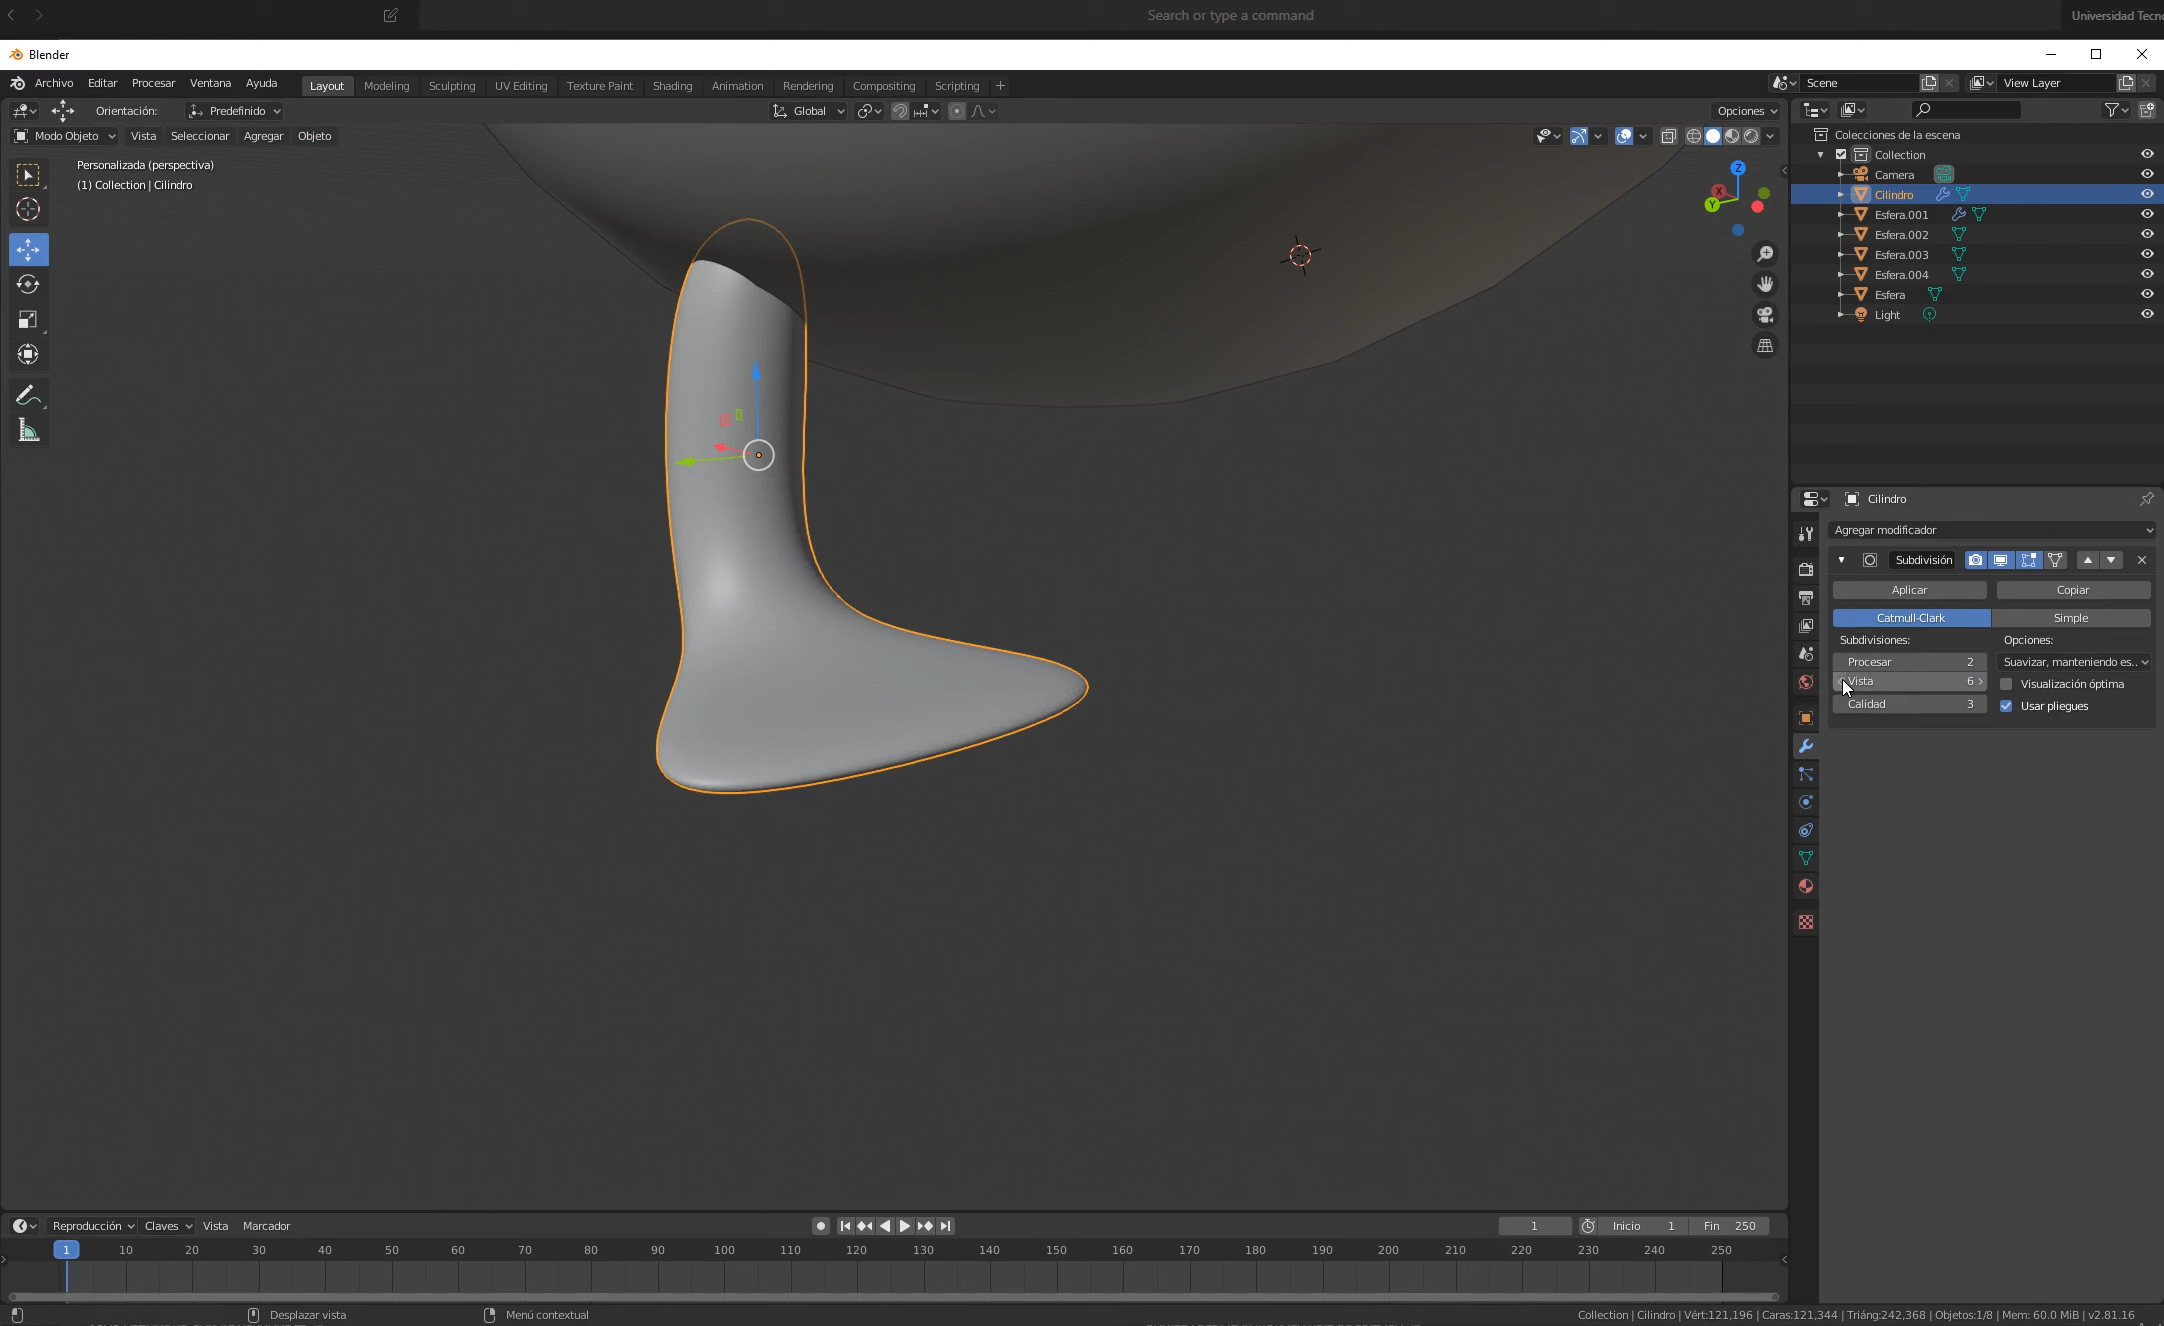 Search or type a command
Universidad Tecno
Blender
Archivo Editar Procesar Ventana Ayuda Layout Modeling Sculpting UV Editing Texture Paint Shading Animation Rendering Compositing Scripting +
Scene
View Layer
Orientación: Predefinido
Global
Opciones
Modo Objeto Vista Seleccionar Agregar Objeto
Personalizada (perspectiva)
(1) Collection | Cilindro
Z
X
Y
Colecciones de la escena
Collection
Camera
Cilindro
Esfera.001
Esfera.002
Esfera.003
Esfera.004
Esfera
Light
Cilindro
Agregar modificador
Subdivisión
Aplicar Copiar
Catmull-Clark Simple
Subdivisiones: Opciones:
Procesar 2 Suavizar, manteniendo es..
Vista 6 Visualización óptima
Calidad 3 Usar pliegues
Reproducción Claves Vista Marcador
1 Inicio 1 Fin 250
1 10 20 30 40 50 60 70 80 90 100 110 120 130 140 150 160 170 180 190 200 210 220 230 240 250
Desplazar vista Menú contextual
Collection | Cilindro | Vért:121,196 | Caras:121,344 | Triáng:242,368 | Objetos:1/8 | Mem: 60.0 MiB | v2.81.16